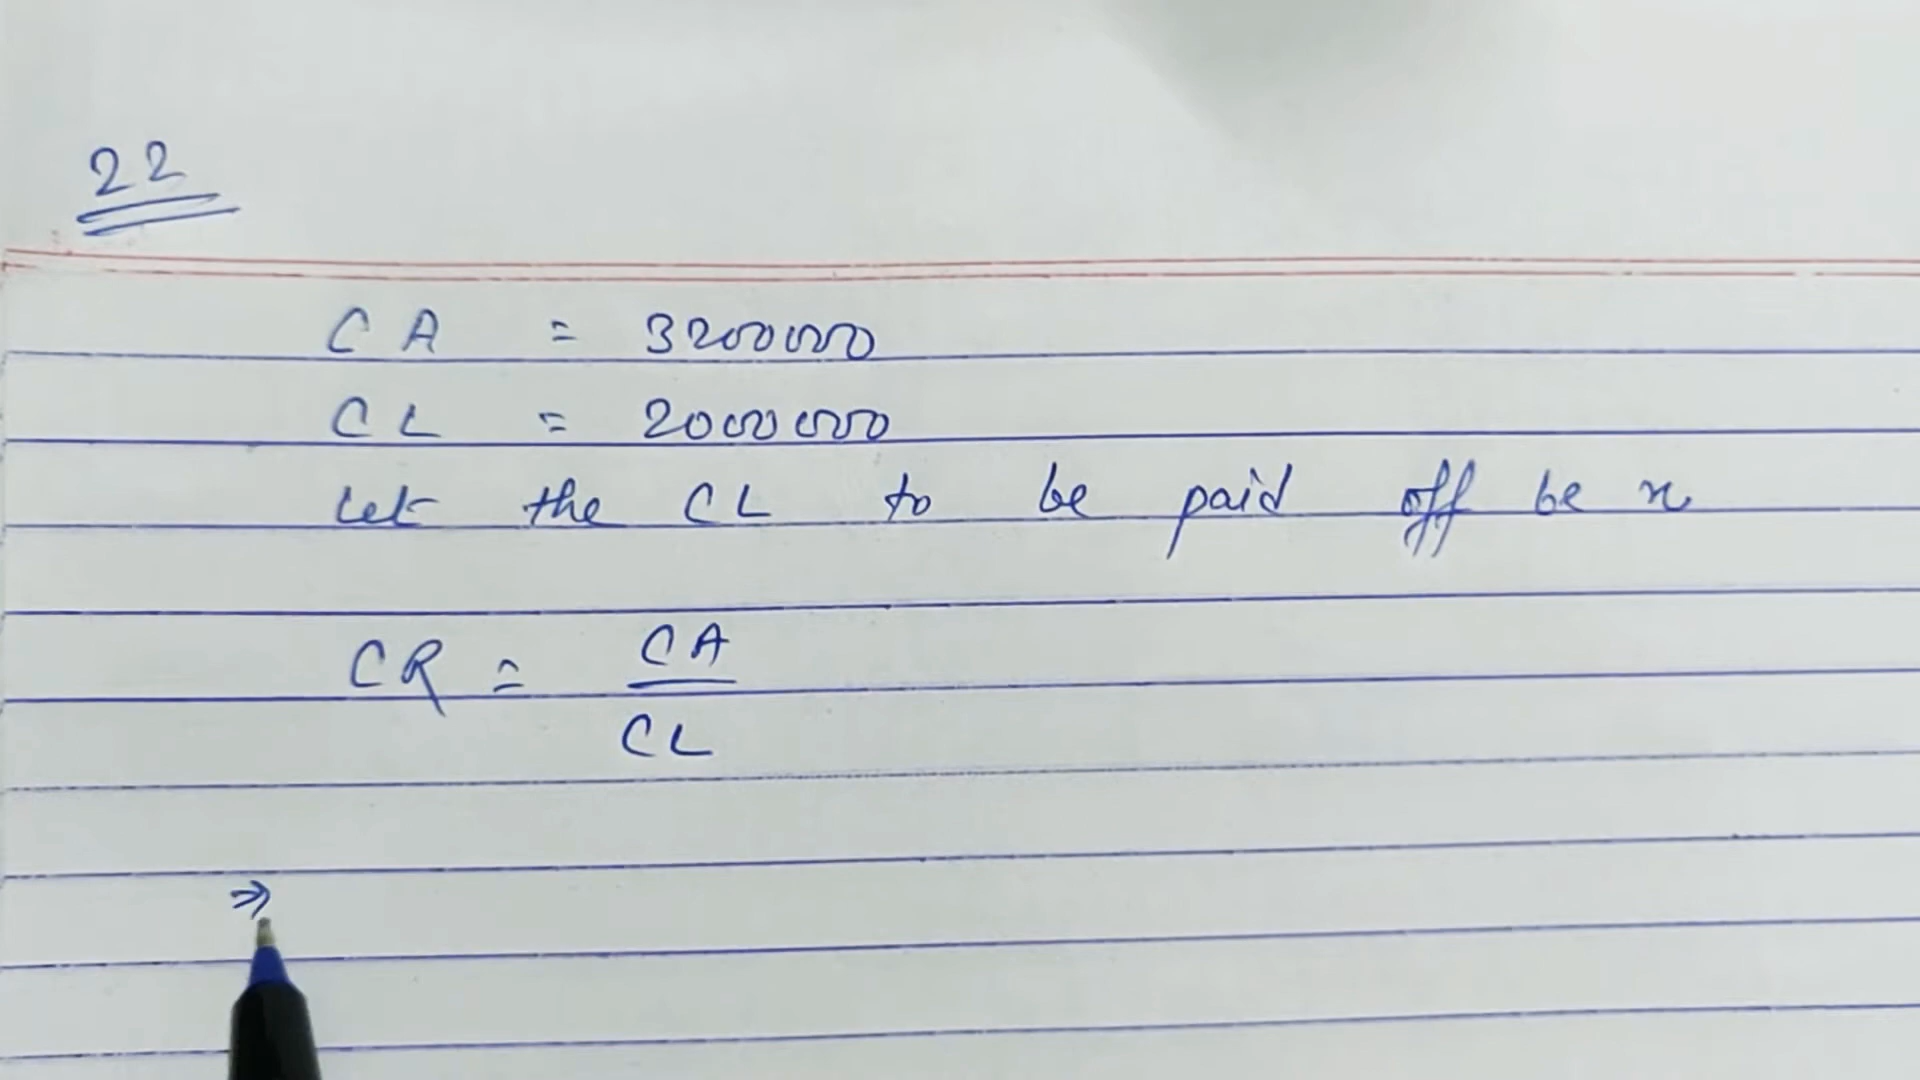 22
CA = 3200000
CL = 2000000
Let the CL to be paid off be x
CR = CA
CL
⇒